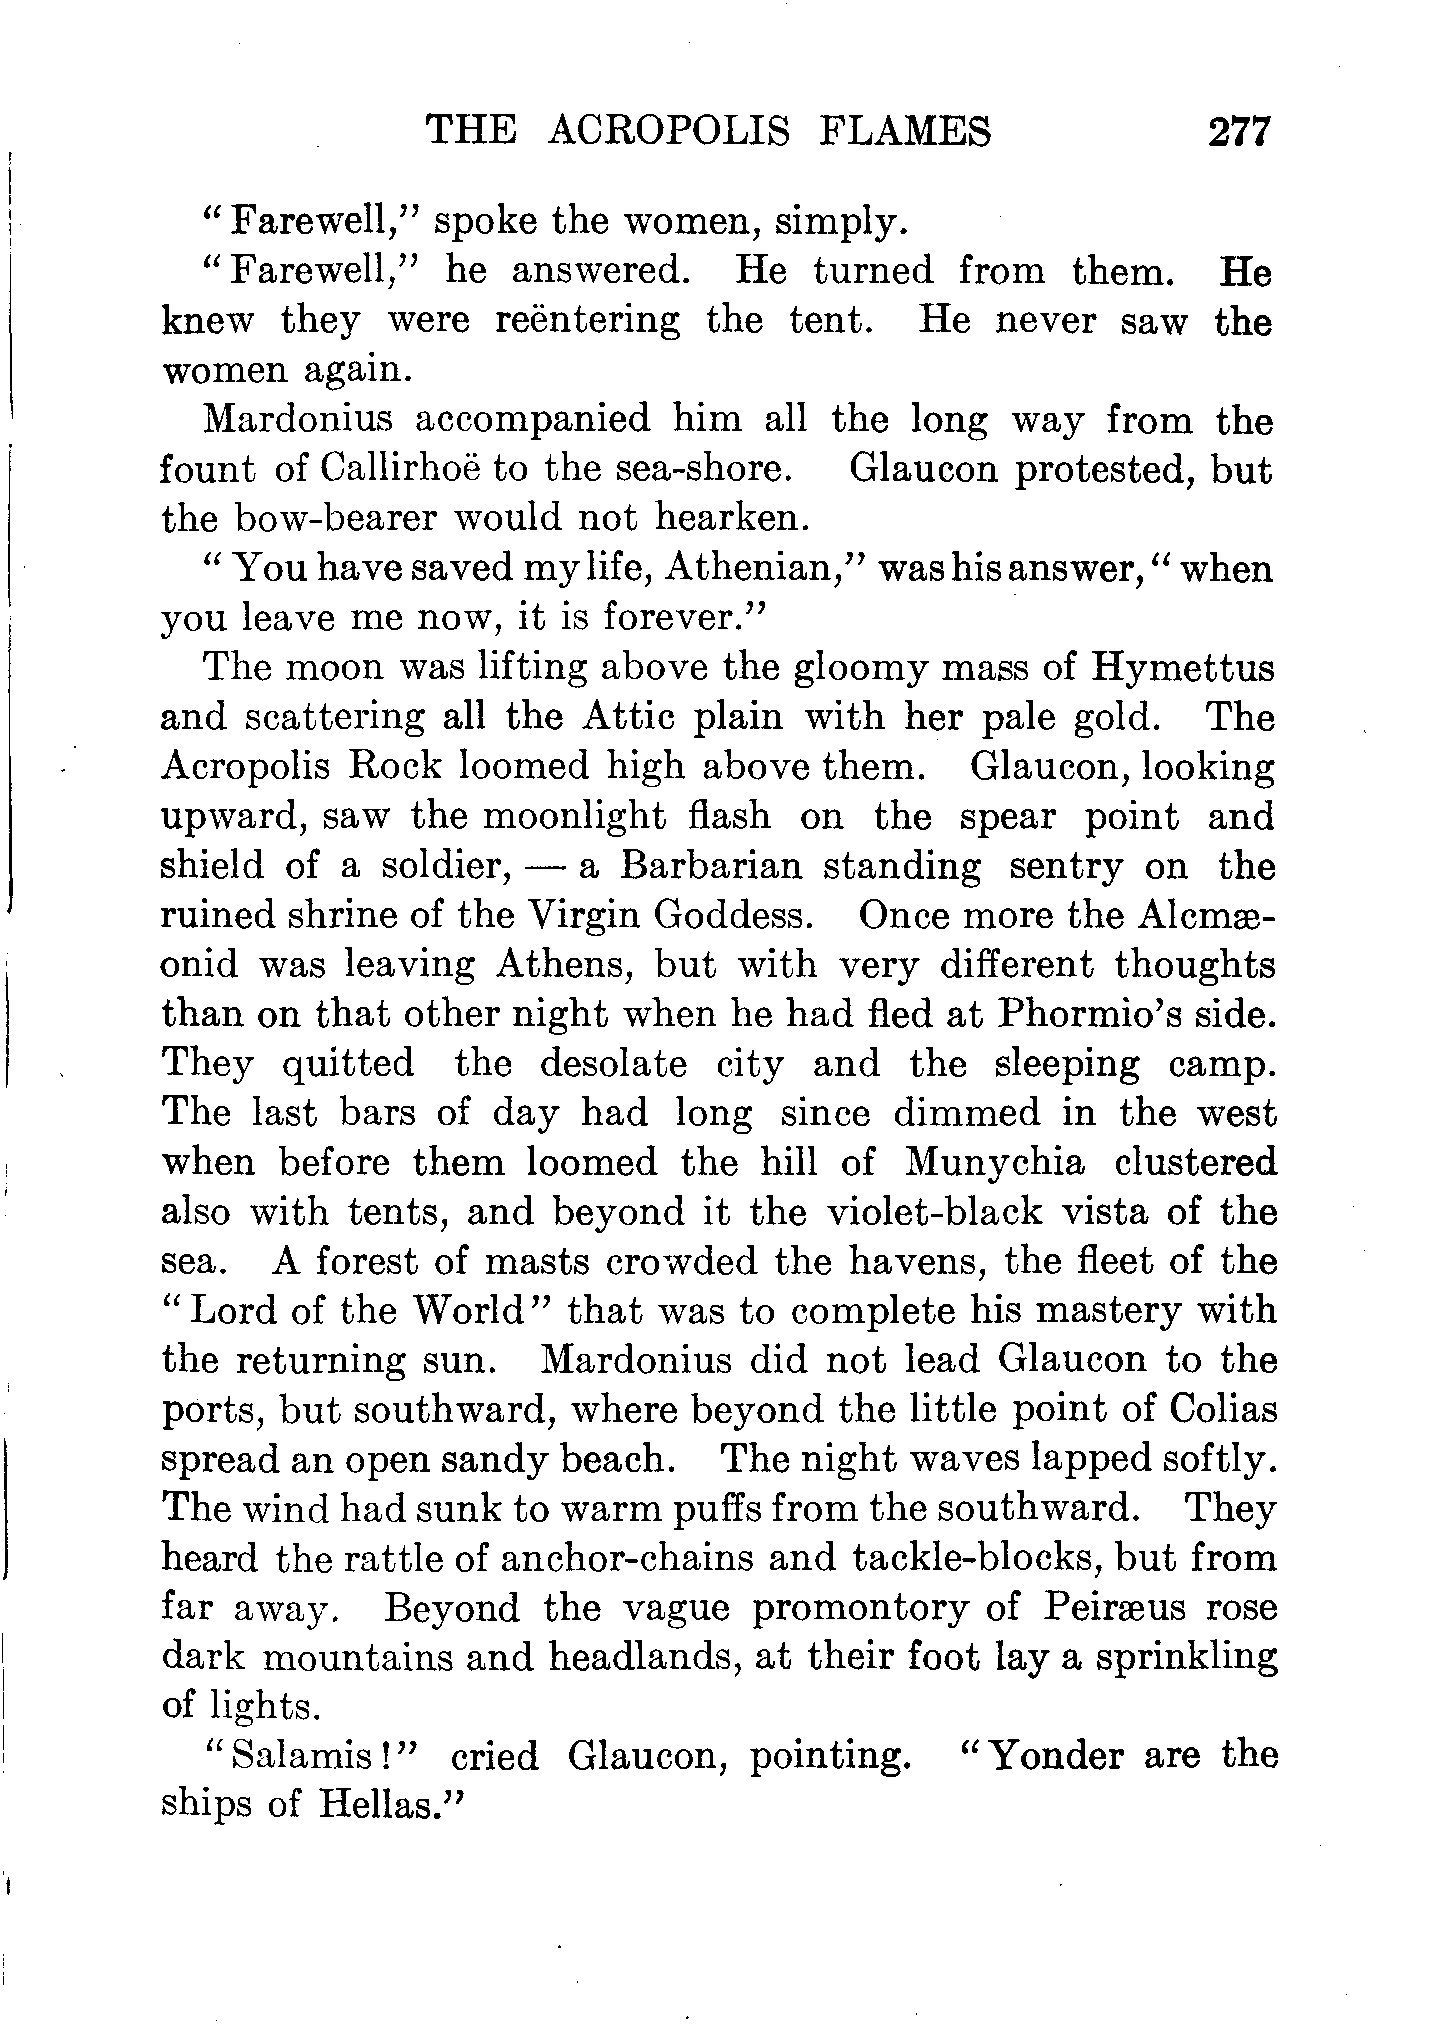 THE ACROPOLIS FLAMES 277
“Farewell,” spoke the women, simply.
“Farewell,” he answered. He turned from them. He
knew they were reëntering the tent. He never saw the
women again.
Mardonius accompanied him all the long way from the
fount of Callirhoë to the sea-shore. Glaucon protested, but
the bow-bearer would not hearken.
“You have saved my life, Athenian,” was his answer, “when
you leave me now, it is forever.”
The moon was lifting above the gloomy mass of Hymettus
and scattering all the Attic plain with her pale gold. The
Acropolis Rock loomed high above them. Glaucon, looking
upward, saw the moonlight flash on the spear point and
shield of a soldier, — a Barbarian standing sentry on the
ruined shrine of the Virgin Goddess. Once more the Alcmæ-
onid was leaving Athens, but with very different thoughts
than on that other night when he had fled at Phormio’s side.
They quitted the desolate city and the sleeping camp.
The last bars of day had long since dimmed in the west
when before them loomed the hill of Munychia clustered
also with tents, and beyond it the violet-black vista of the
sea. A forest of masts crowded the havens, the fleet of the
“Lord of the World” that was to complete his mastery with
the returning sun. Mardonius did not lead Glaucon to the
ports, but southward, where beyond the little point of Colias
spread an open sandy beach. The night waves lapped softly.
The wind had sunk to warm puffs from the southward. They
heard the rattle of anchor-chains and tackle-blocks, but from
far away. Beyond the vague promontory of Peiræus rose
dark mountains and headlands, at their foot lay a sprinkling
of lights.
“Salamis!” cried Glaucon, pointing. “Yonder are the
ships of Hellas.”